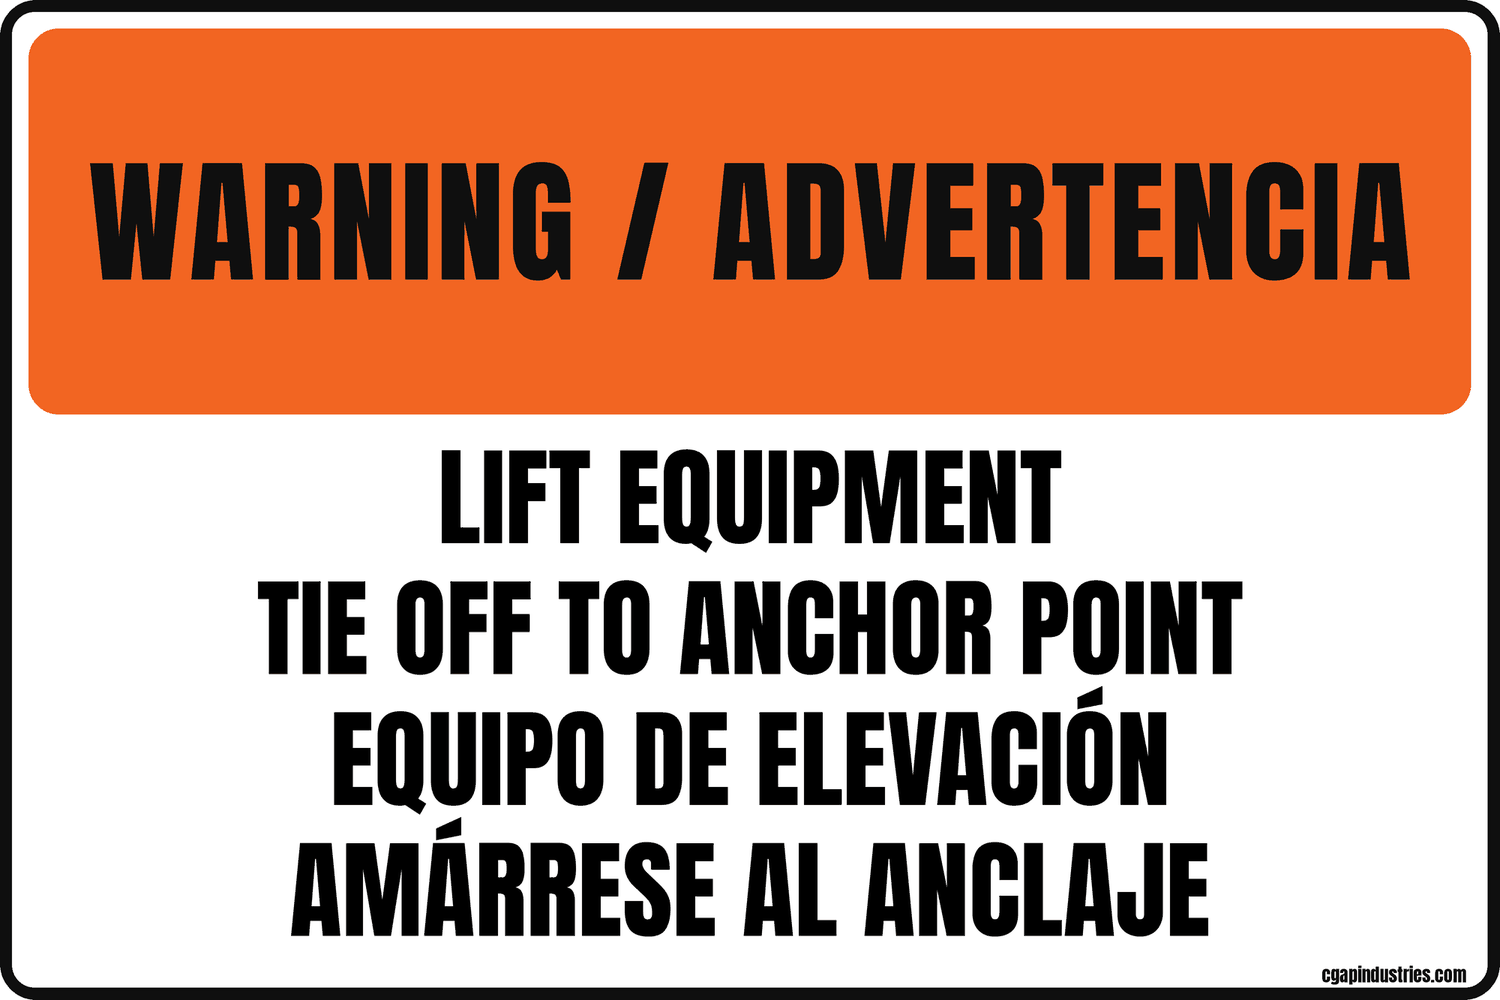 WARNING / ADVERTENCIA
LIFT EQUIPMENT
TIE OFF TO ANCHOR POINT
EQUIPO DE ELEVACIÓN
AMÁRRESE AL ANCLAJE
cgapindustries.com